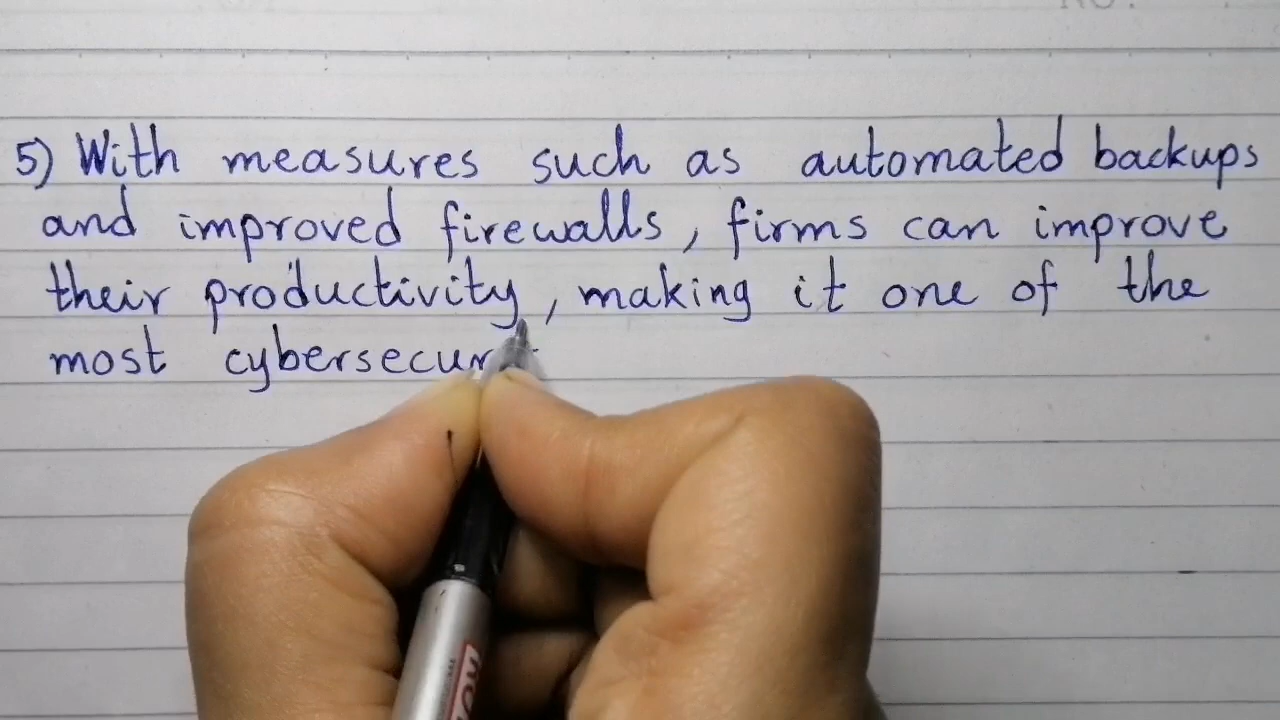 5) With measures such as automated backups
and improved firewalls, firms can improve
their productivity, making it one of the
most cybersecur